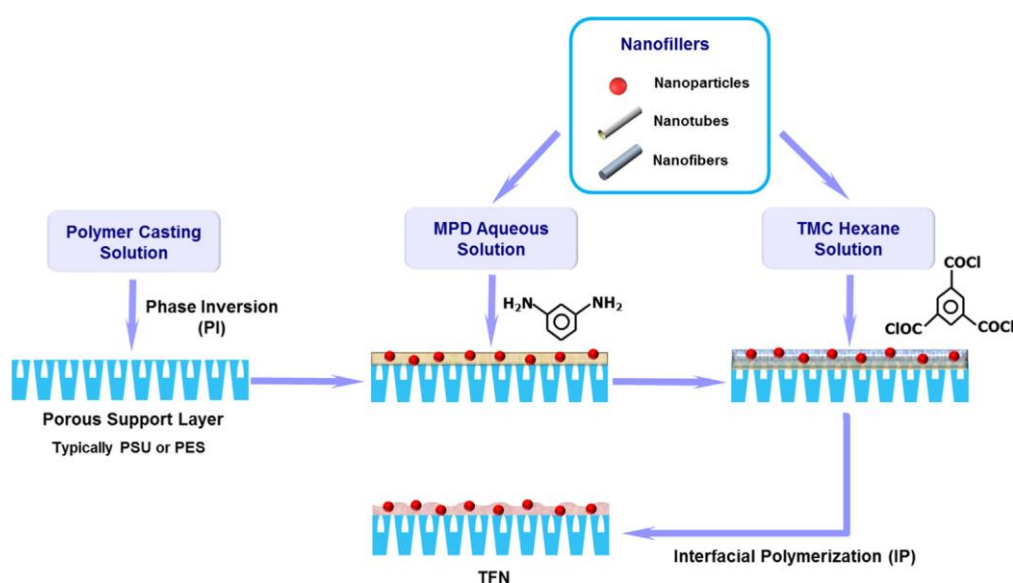 Nanofillers
Nanoparticles
Nanotubes
Nanofibers
Polymer Casting
Solution
MPD Aqueous
Solution
TMC Hexane
Solution
Phase Inversion
(PI)
H₂N
NH₂
COCl
ClOC
COCl
Porous Support Layer
Typically PSU or PES
Interfacial Polymerization (IP)
TFN